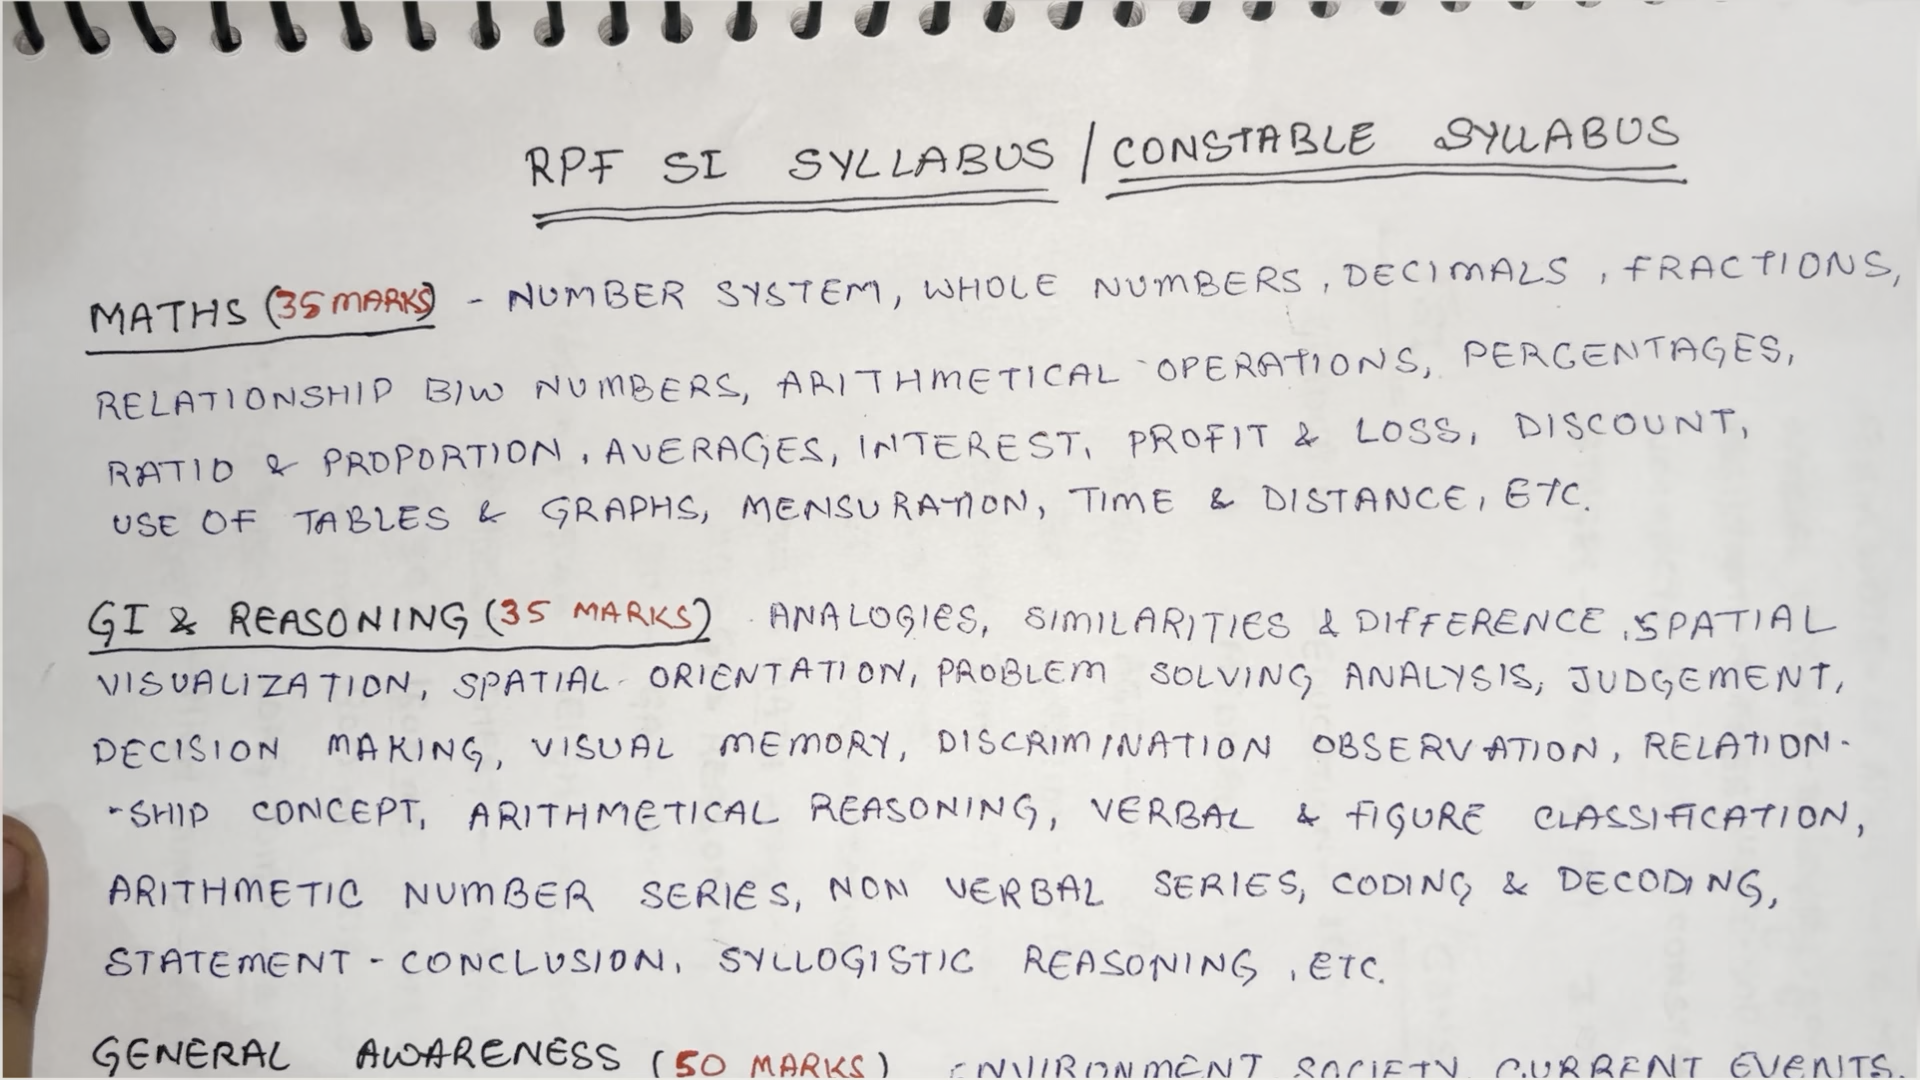 RPF SI SYLLABUS / CONSTABLE SYLLABUS
MATHS (35 MARKS) - NUMBER SYSTEM, WHOLE NUMBERS, DECIMALS, FRACTIONS,
RELATIONSHIP B/W NUMBERS, ARITHMETICAL OPERATIONS, PERCENTAGES,
RATIO & PROPORTION, AVERAGES, INTEREST, PROFIT & LOSS, DISCOUNT,
USE OF TABLES & GRAPHS, MENSURATION, TIME & DISTANCE, ETC.
GI & REASONING (35 MARKS) - ANALOGIES, SIMILARITIES & DIFFERENCE, SPATIAL
VISUALIZATION, SPATIAL ORIENTATION, PROBLEM SOLVING ANALYSIS, JUDGEMENT,
DECISION MAKING, VISUAL MEMORY, DISCRIMINATION OBSERVATION, RELATION-
-SHIP CONCEPT, ARITHMETICAL REASONING, VERBAL & FIGURE CLASSIFICATION,
ARITHMETIC NUMBER SERIES, NON VERBAL SERIES, CODING & DECODING,
STATEMENT - CONCLUSION, SYLLOGISTIC REASONING, ETC.
GENERAL AWARENESS (50 MARKS) ENVIRONMENT SOCIETY CURRENT EVENTS,